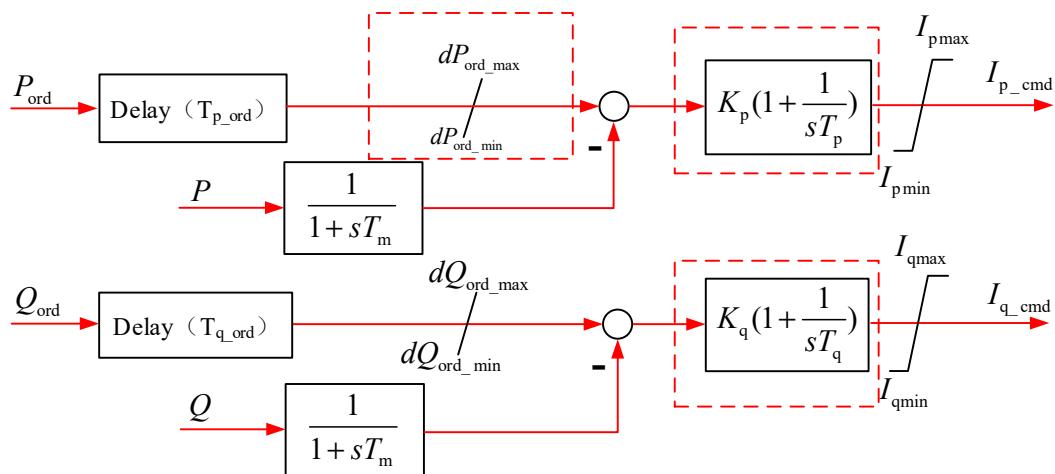 P_ord
Delay（T_p_ord）
dP_ord_max
dP_ord_min
-
K_p(1+1/(sT_p))
I_pmax
I_pmin
I_p_cmd
P
1/(1+sT_m)
Q_ord
Delay（T_q_ord）
dQ_ord_max
dQ_ord_min
-
K_q(1+1/(sT_q))
I_qmax
I_qmin
I_q_cmd
Q
1/(1+sT_m)